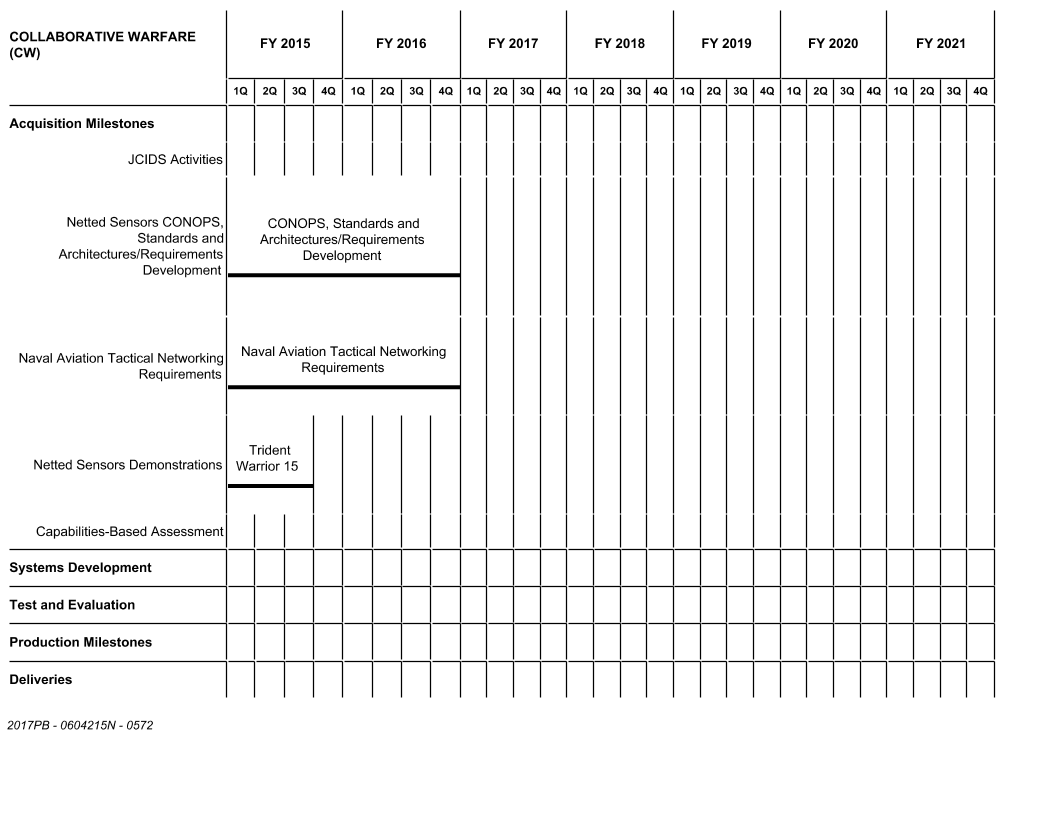 COLLABORATIVE WARFARE
(CW)
FY 2015 FY 2016 FY 2017 FY 2018 FY 2019 FY 2020 FY 2021
1Q 2Q 3Q 4Q 1Q 2Q 3Q 4Q 1Q 2Q 3Q 4Q 1Q 2Q 3Q 4Q 1Q 2Q 3Q 4Q 1Q 2Q 3Q 4Q 1Q 2Q 3Q 4Q
Acquisition Milestones
JCIDS Activities
Netted Sensors CONOPS,
Standards and
Architectures/Requirements
Development
CONOPS, Standards and
Architectures/Requirements
Development
Naval Aviation Tactical Networking
Requirements
Naval Aviation Tactical Networking
Requirements
Netted Sensors Demonstrations
Trident
Warrior 15
Capabilities-Based Assessment
Systems Development
Test and Evaluation
Production Milestones
Deliveries
2017PB - 0604215N - 0572